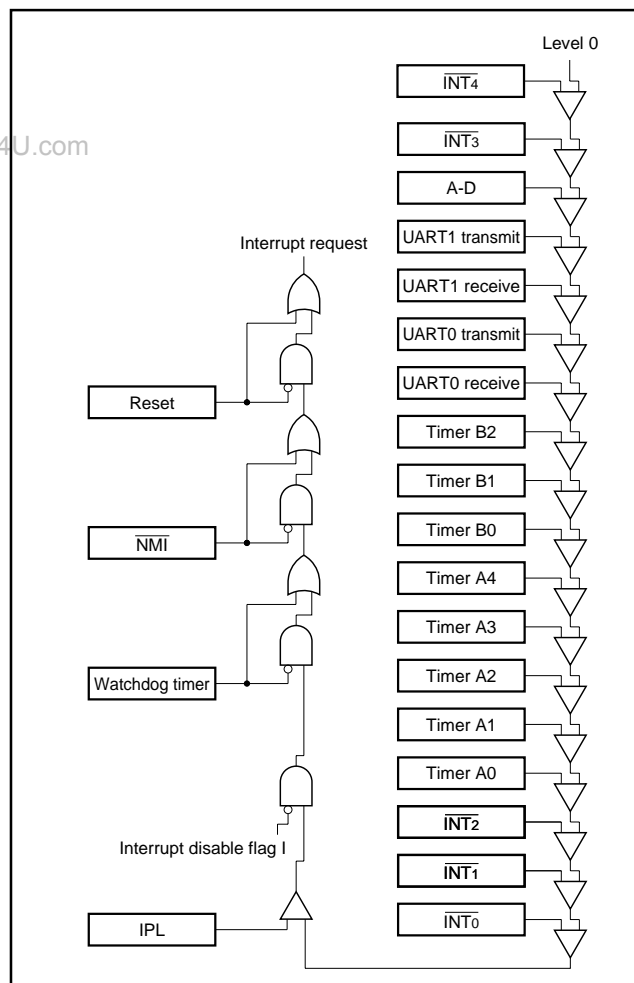 Level 0
INT4
4U.com
INT3
A-D
UART1 transmit
Interrupt request
UART1 receive
UART0 transmit
Reset
UART0 receive
Timer B2
Timer B1
NMI
Timer B0
Timer A4
Timer A3
Watchdog timer
Timer A2
Timer A1
Timer A0
INT2
Interrupt disable flag I
INT1
IPL
INT0